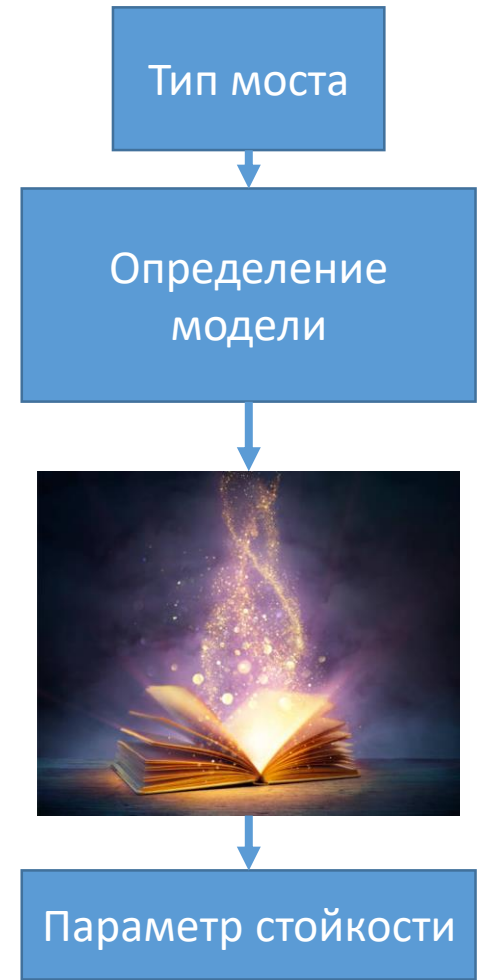 Тип моста
Определение
модели
Параметр стойкости